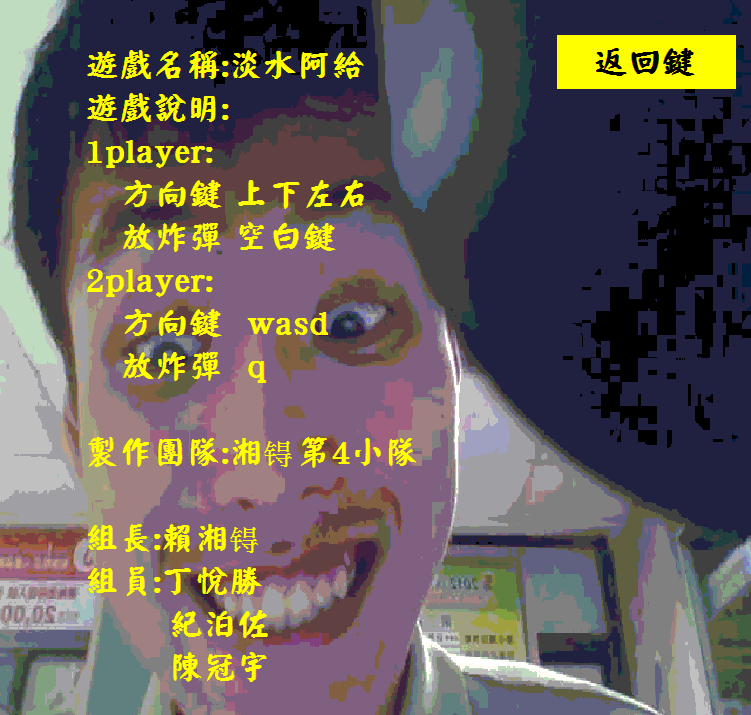 遊戲名稱:淡水阿給
返回鍵
遊戲說明:
1player:
方向鍵 上下左右
放炸彈 空白鍵
2player:
方向鍵 wasd
放炸彈 q
製作團隊:湘锝第4小隊
組長:賴湘锝
組員:丁悅勝
紀泊佐
陳冠宇